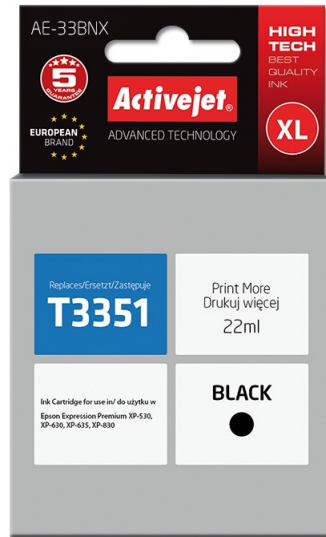 AE-33BNX
HIGH
TECH
BEST
QUALITY
INK
5
YEARS
GUARANTEE
Activejet®
EUROPEAN
BRAND
ADVANCED TECHNOLOGY
XL
Replaces/Ersetzt/Zastępuje
T3351
Print More
Drukuj więcej
22ml
Ink Cartridge for use in/ do użytku w
Epson Expression Premium XP-530,
XP-630, XP-635, XP-830
BLACK